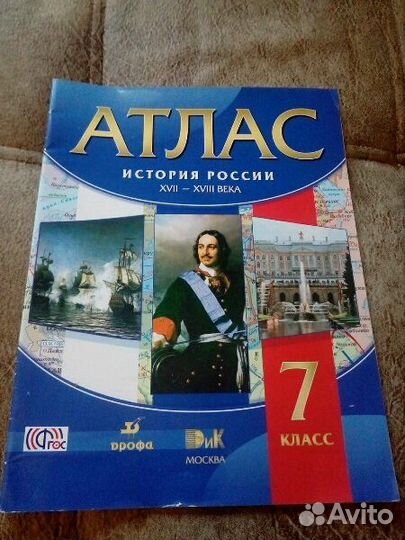 АТЛАС
ИСТОРИЯ РОССИИ
XVII – XVIII ВЕКА
7
КЛАСС
ФГОС
ДРОФА
ДиК
МОСКВА
Avito